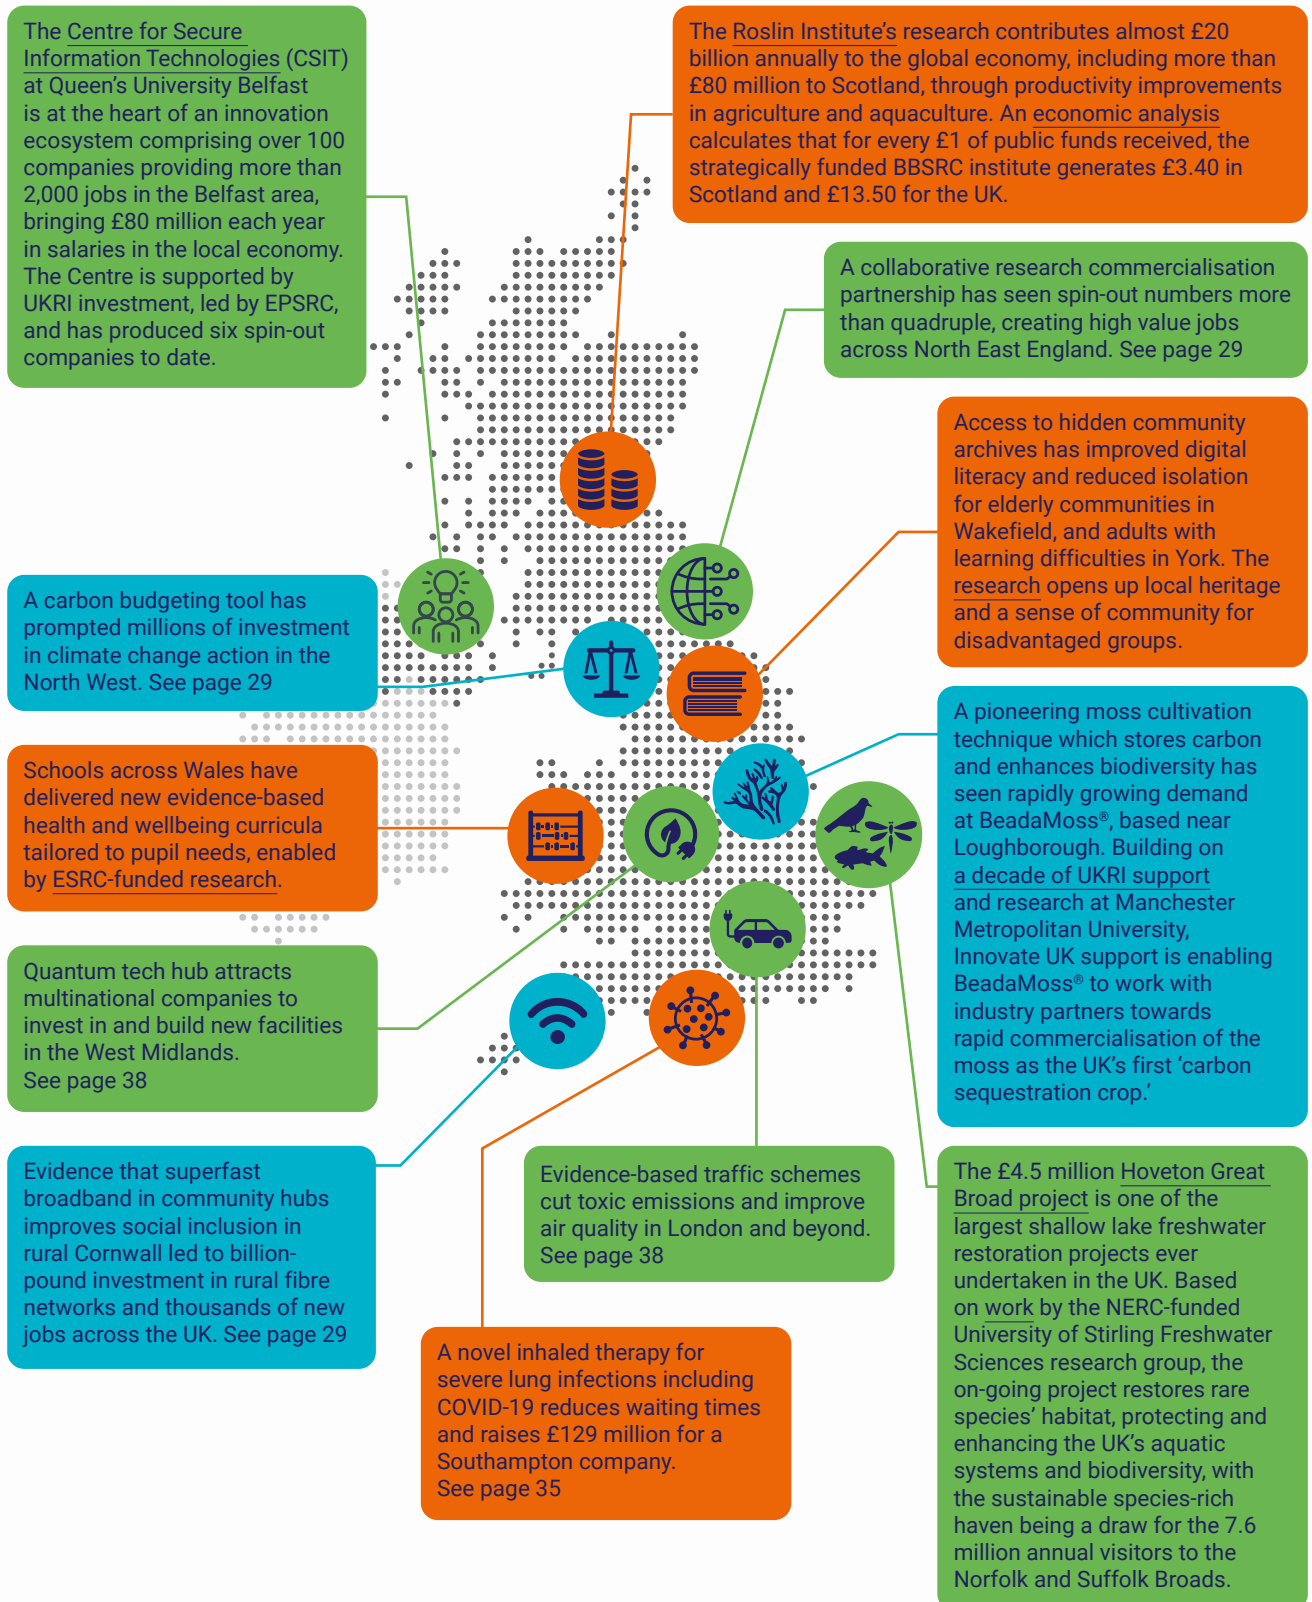 The Centre for Secure
Information Technologies (CSIT)
at Queen's University Belfast
is at the heart of an innovation
ecosystem comprising over 100
companies providing more than
2,000 jobs in the Belfast area,
bringing £80 million each year
in salaries in the local economy.
The Centre is supported by
UKRI investment, led by EPSRC,
and has produced six spin-out
companies to date.
The Roslin Institute's research contributes almost £20
billion annually to the global economy, including more than
£80 million to Scotland, through productivity improvements
in agriculture and aquaculture. An economic analysis
calculates that for every £1 of public funds received, the
strategically funded BBSRC institute generates £3.40 in
Scotland and £13.50 for the UK.
A collaborative research commercialisation
partnership has seen spin-out numbers more
than quadruple, creating high value jobs
across North East England. See page 29
Access to hidden community
archives has improved digital
literacy and reduced isolation
for elderly communities in
Wakefield, and adults with
learning difficulties in York. The
research opens up local heritage
and a sense of community for
disadvantaged groups.
A carbon budgeting tool has
prompted millions of investment
in climate change action in the
North West. See page 29
A pioneering moss cultivation
technique which stores carbon
and enhances biodiversity has
seen rapidly growing demand
at BeadaMoss®, based near
Loughborough. Building on
a decade of UKRI support
and research at Manchester
Metropolitan University,
Innovate UK support is enabling
BeadaMoss® to work with
industry partners towards
rapid commercialisation of the
moss as the UK's first 'carbon
sequestration crop.'
Schools across Wales have
delivered new evidence-based
health and wellbeing curricula
tailored to pupil needs, enabled
by ESRC-funded research.
Quantum tech hub attracts
multinational companies to
invest in and build new facilities
in the West Midlands.
See page 38
Evidence that superfast
broadband in community hubs
improves social inclusion in
rural Cornwall led to billion-
pound investment in rural fibre
networks and thousands of new
jobs across the UK. See page 29
Evidence-based traffic schemes
cut toxic emissions and improve
air quality in London and beyond.
See page 38
A novel inhaled therapy for
severe lung infections including
COVID-19 reduces waiting times
and raises £129 million for a
Southampton company.
See page 35
The £4.5 million Hoveton Great
Broad project is one of the
largest shallow lake freshwater
restoration projects ever
undertaken in the UK. Based
on work by the NERC-funded
University of Stirling Freshwater
Sciences research group, the
on-going project restores rare
species' habitat, protecting and
enhancing the UK's aquatic
systems and biodiversity, with
the sustainable species-rich
haven being a draw for the 7.6
million annual visitors to the
Norfolk and Suffolk Broads.